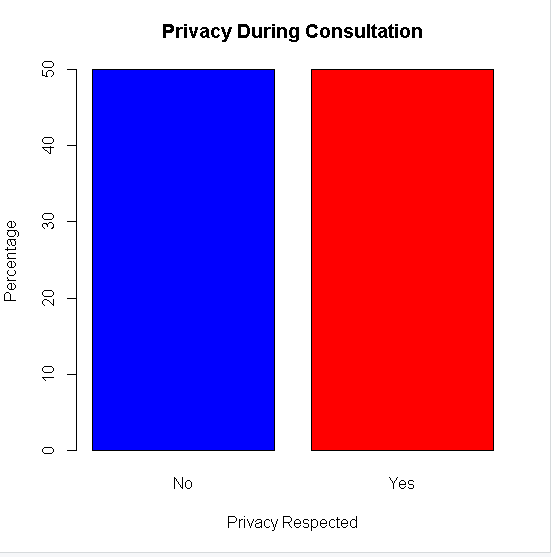 Privacy During Consultation
50
40
30
20
10
0
Percentage
No Yes
Privacy Respected